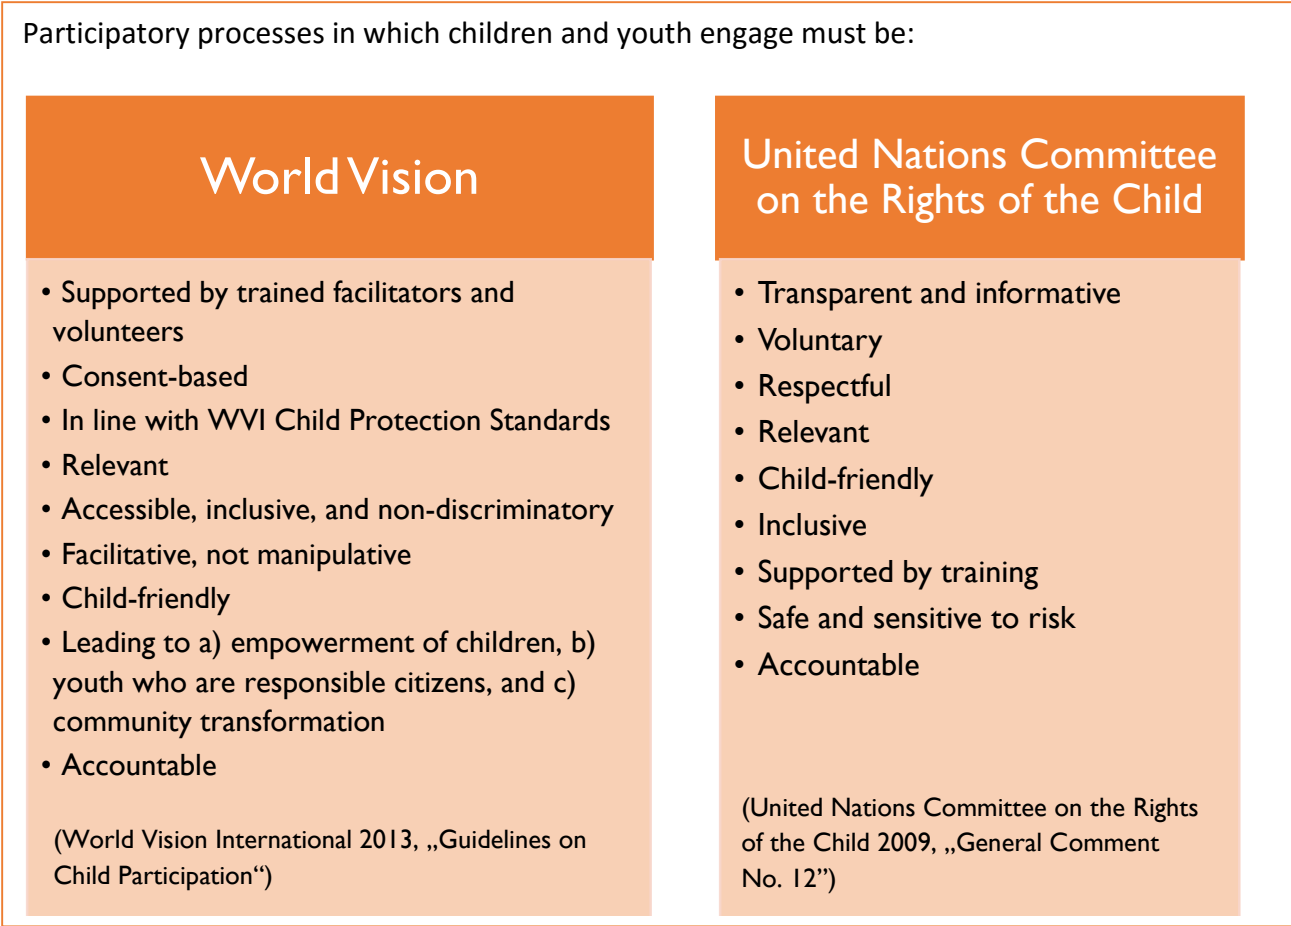 Participatory processes in which children and youth engage must be:
World Vision
• Supported by trained facilitators and
volunteers
• Consent-based
• In line with WVI Child Protection Standards
• Relevant
• Accessible, inclusive, and non-discriminatory
• Facilitative, not manipulative
• Child-friendly
• Leading to a) empowerment of children, b)
youth who are responsible citizens, and c)
community transformation
• Accountable
(World Vision International 2013, „Guidelines on
Child Participation“)
United Nations Committee
on the Rights of the Child
• Transparent and informative
• Voluntary
• Respectful
• Relevant
• Child-friendly
• Inclusive
• Supported by training
• Safe and sensitive to risk
• Accountable
(United Nations Committee on the Rights
of the Child 2009, „General Comment
No. 12”)